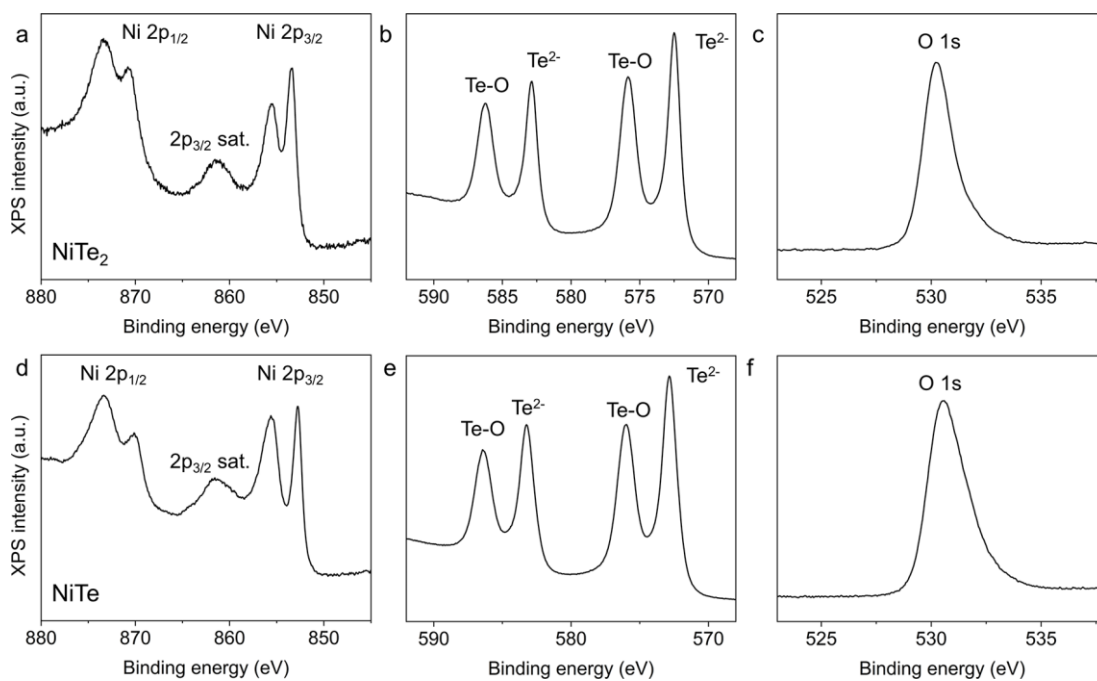 a
Ni 2p1/2
Ni 2p3/2
2p3/2 sat.
NiTe2
XPS intensity (a.u.)
880
870
860
850
Binding energy (eV)
b
Te-O
Te2-
Te-O
Te2-
590
585
580
575
570
Binding energy (eV)
c
O 1s
525
530
535
Binding energy (eV)
d
Ni 2p1/2
Ni 2p3/2
2p3/2 sat.
NiTe
XPS intensity (a.u.)
880
870
860
850
Binding energy (eV)
e
Te-O
Te2-
Te-O
Te2-
590
580
570
Binding energy (eV)
f
O 1s
525
530
535
Binding energy (eV)